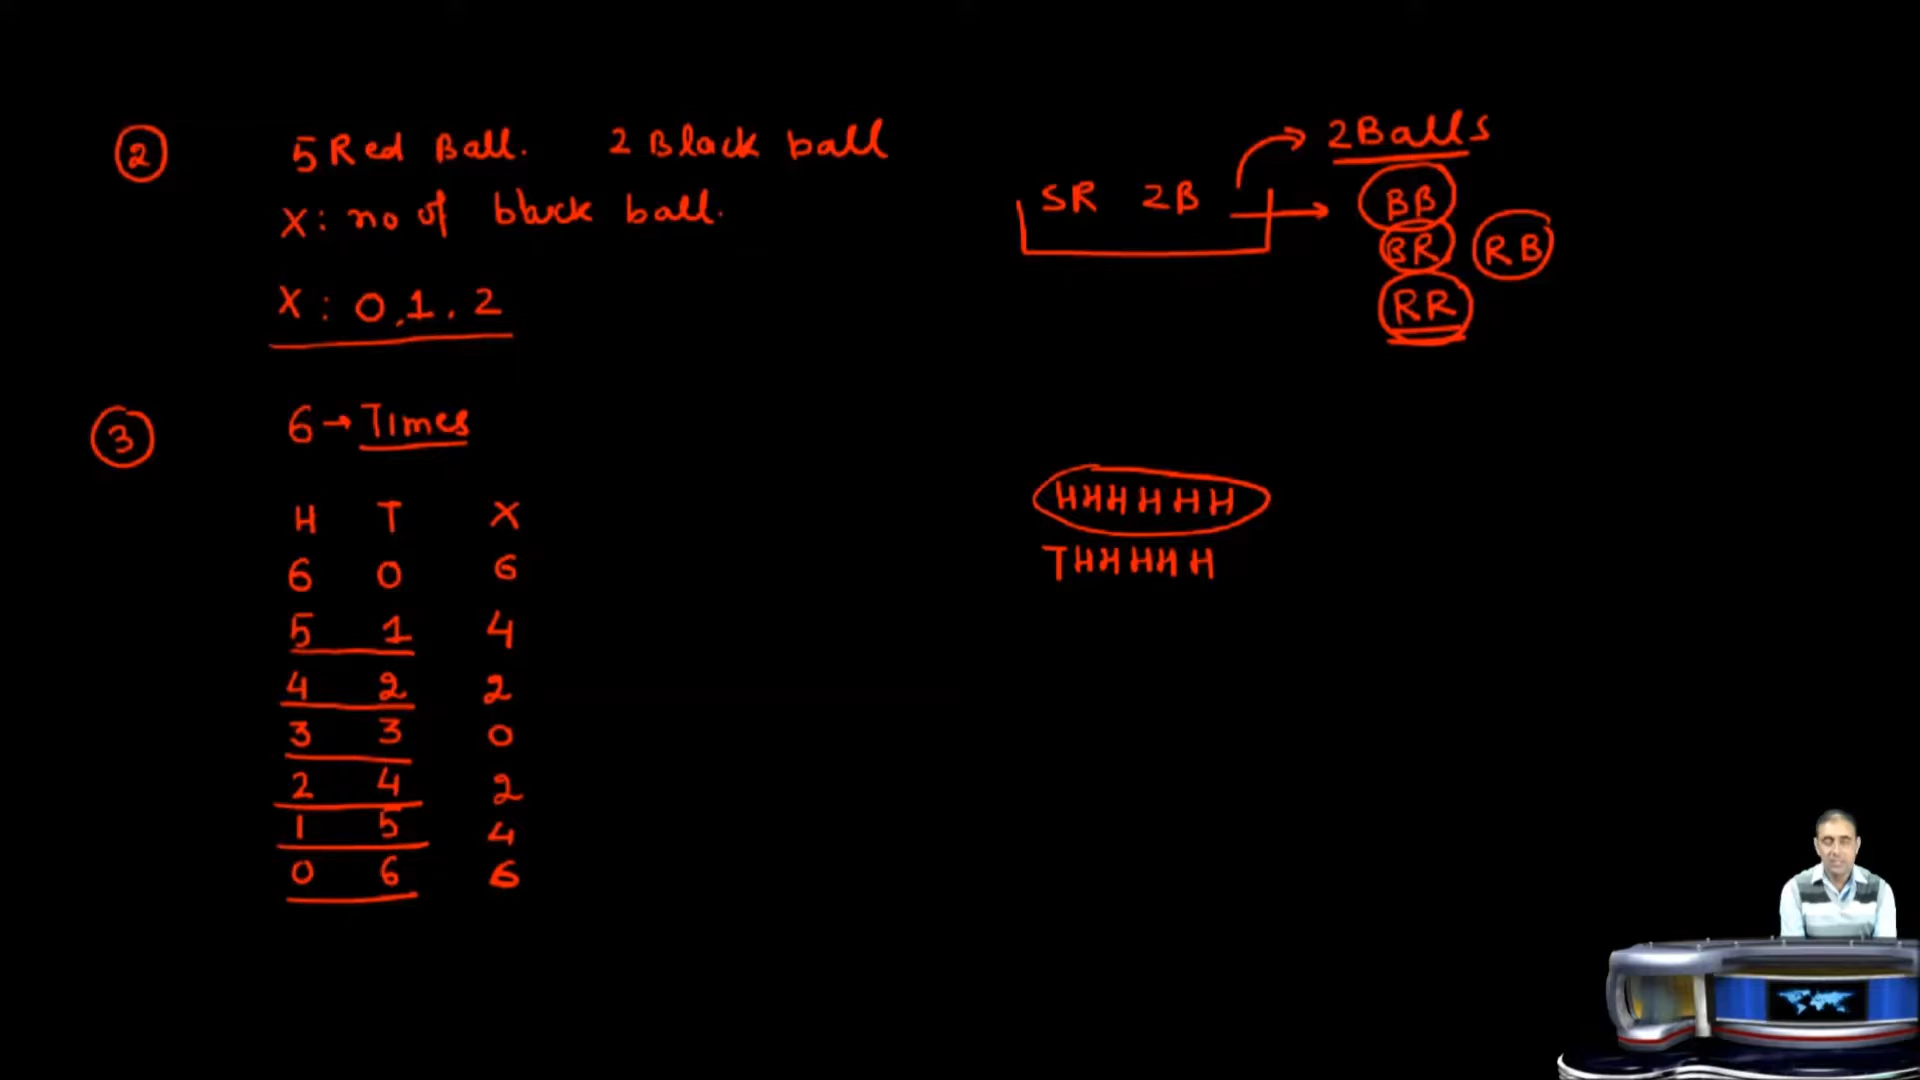 ② 5 Red Ball. 2 Black ball
X: no of black ball.
X : 0, 1, 2
5R 2B
2Balls
BB
BR RB
RR
③ 6 → Times
H T X
6 0 6
5 1 4
4 2 2
3 3 0
2 4 2
1 5 4
0 6 6
HHHHHH
THHHHH